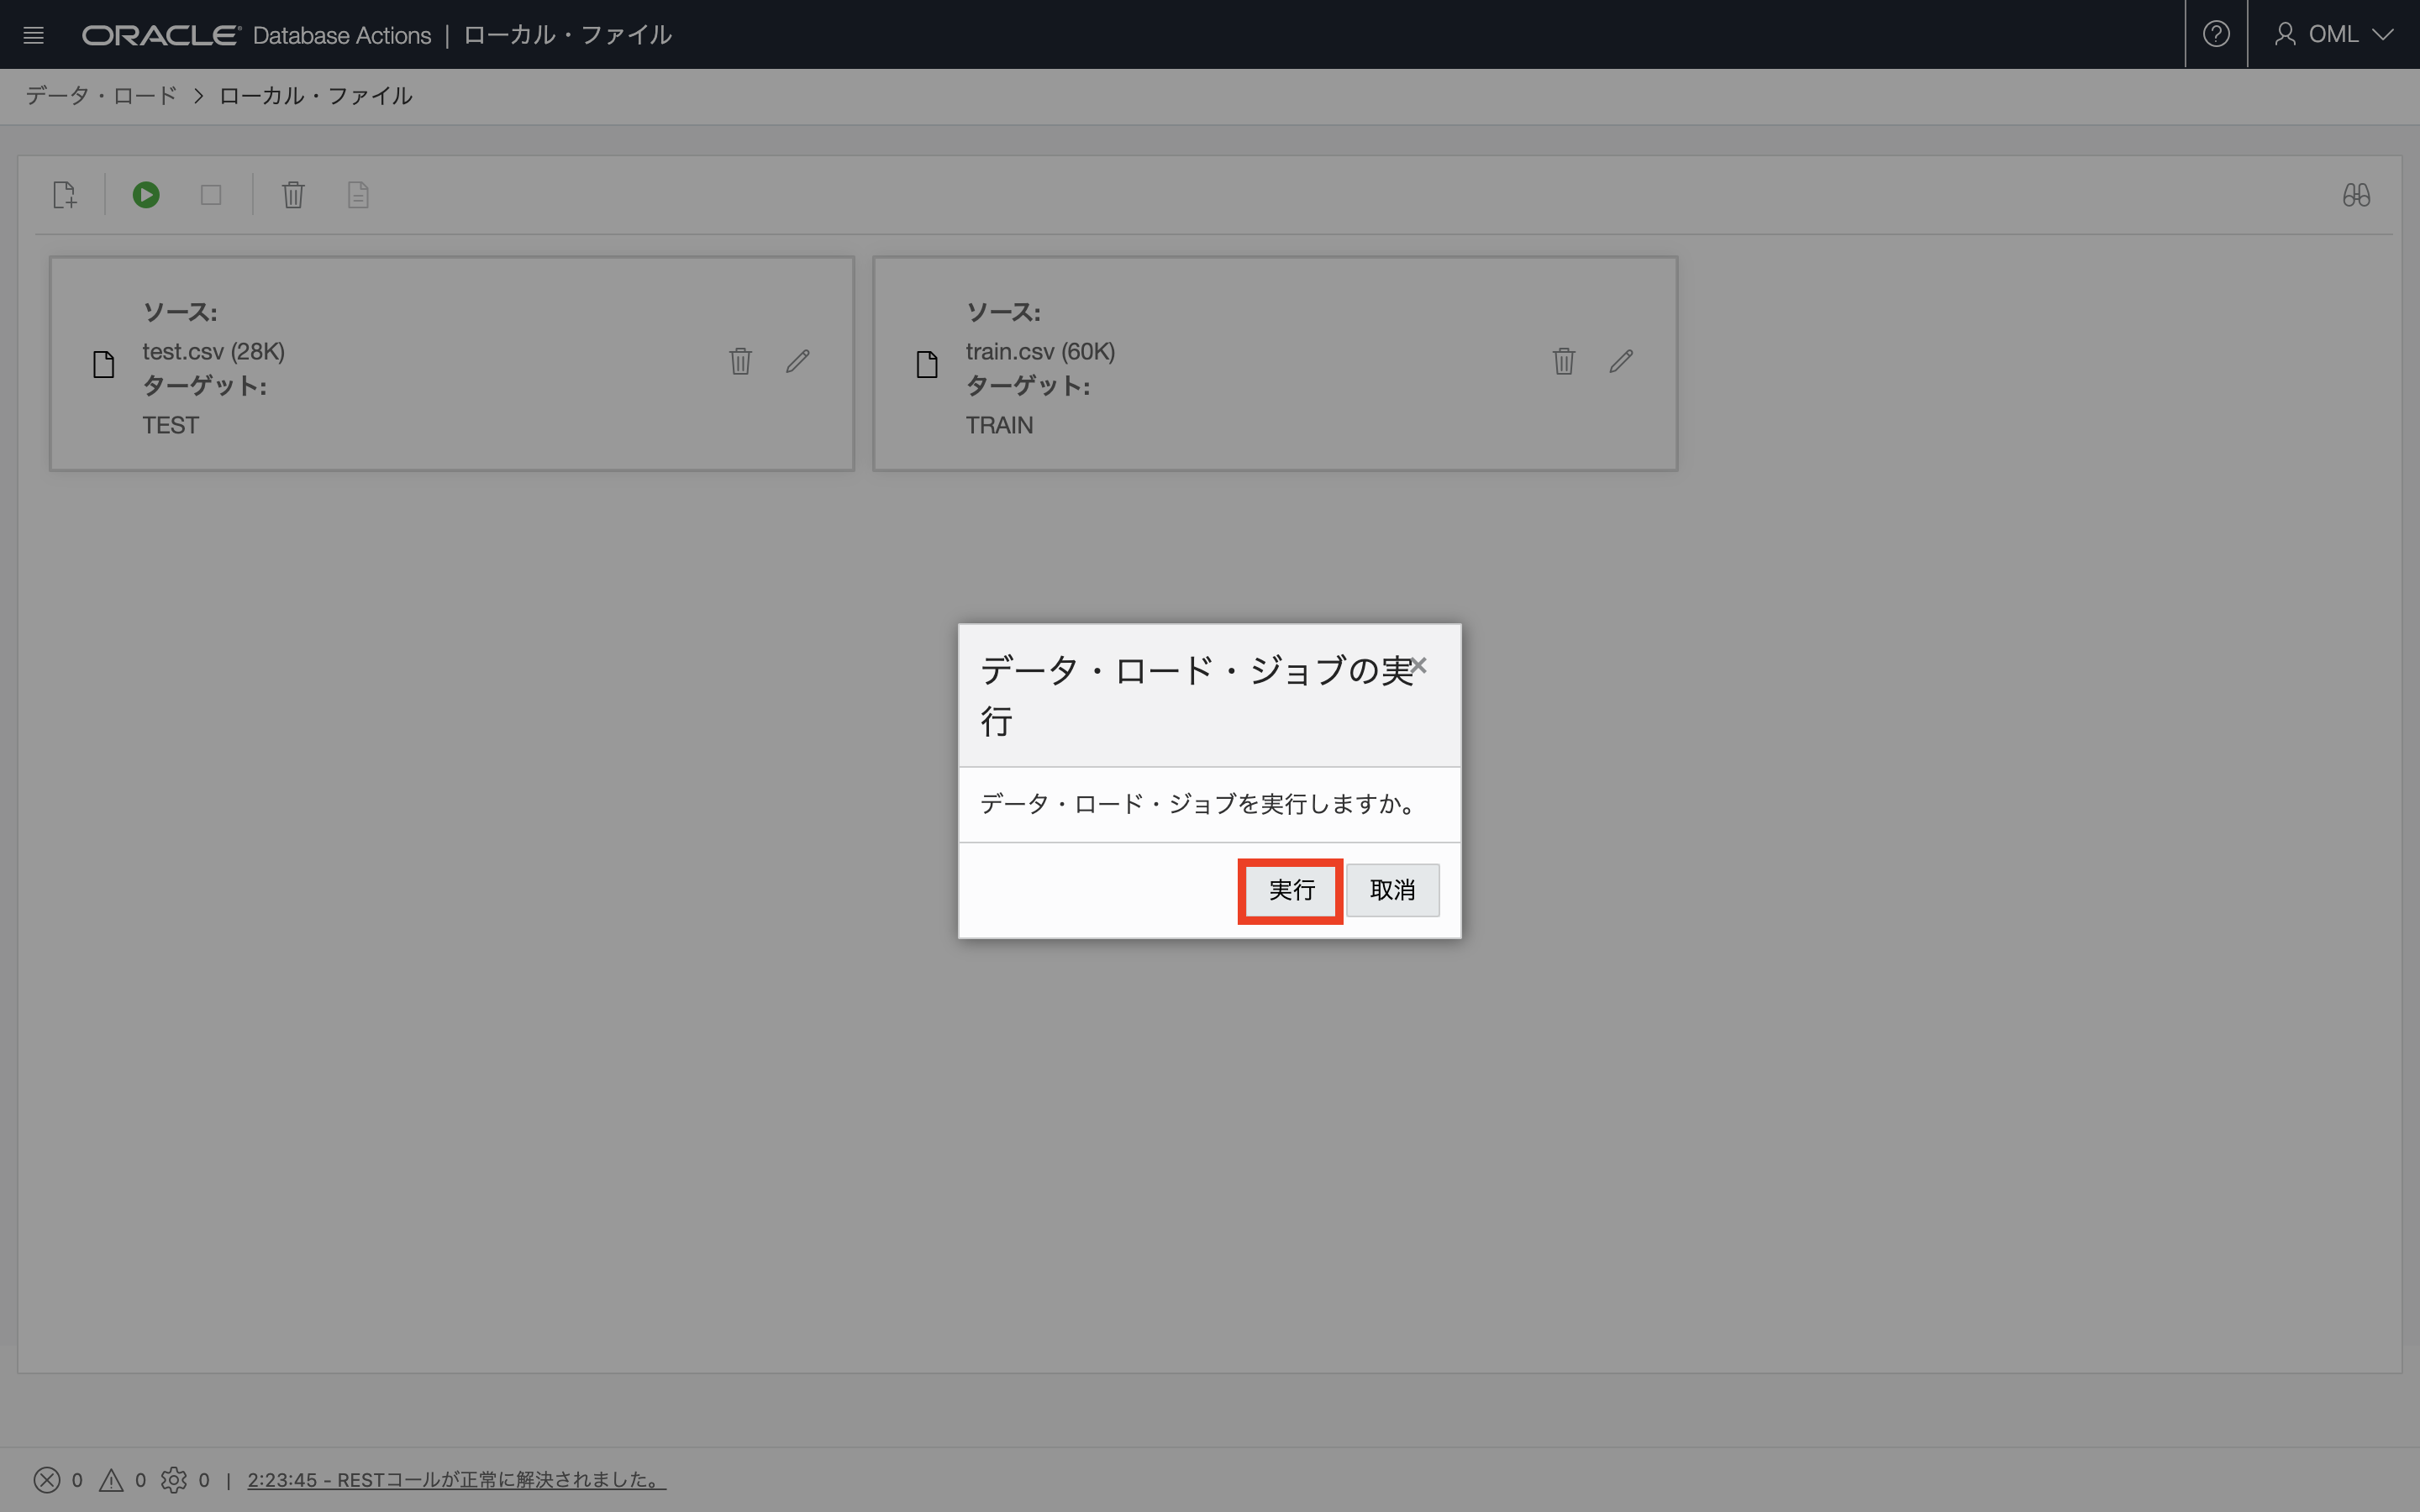 ORACLE Database Actions | ローカル・ファイル
OML
データ・ロード > ローカル・ファイル
ソース:
test.csv (28K)
ターゲット:
TEST
ソース:
train.csv (60K)
ターゲット:
TRAIN
データ・ロード・ジョブの実
行
データ・ロード・ジョブを実行しますか。
実行
取消
0 0 0 | 2:23:45 - RESTコールが正常に解決されました。